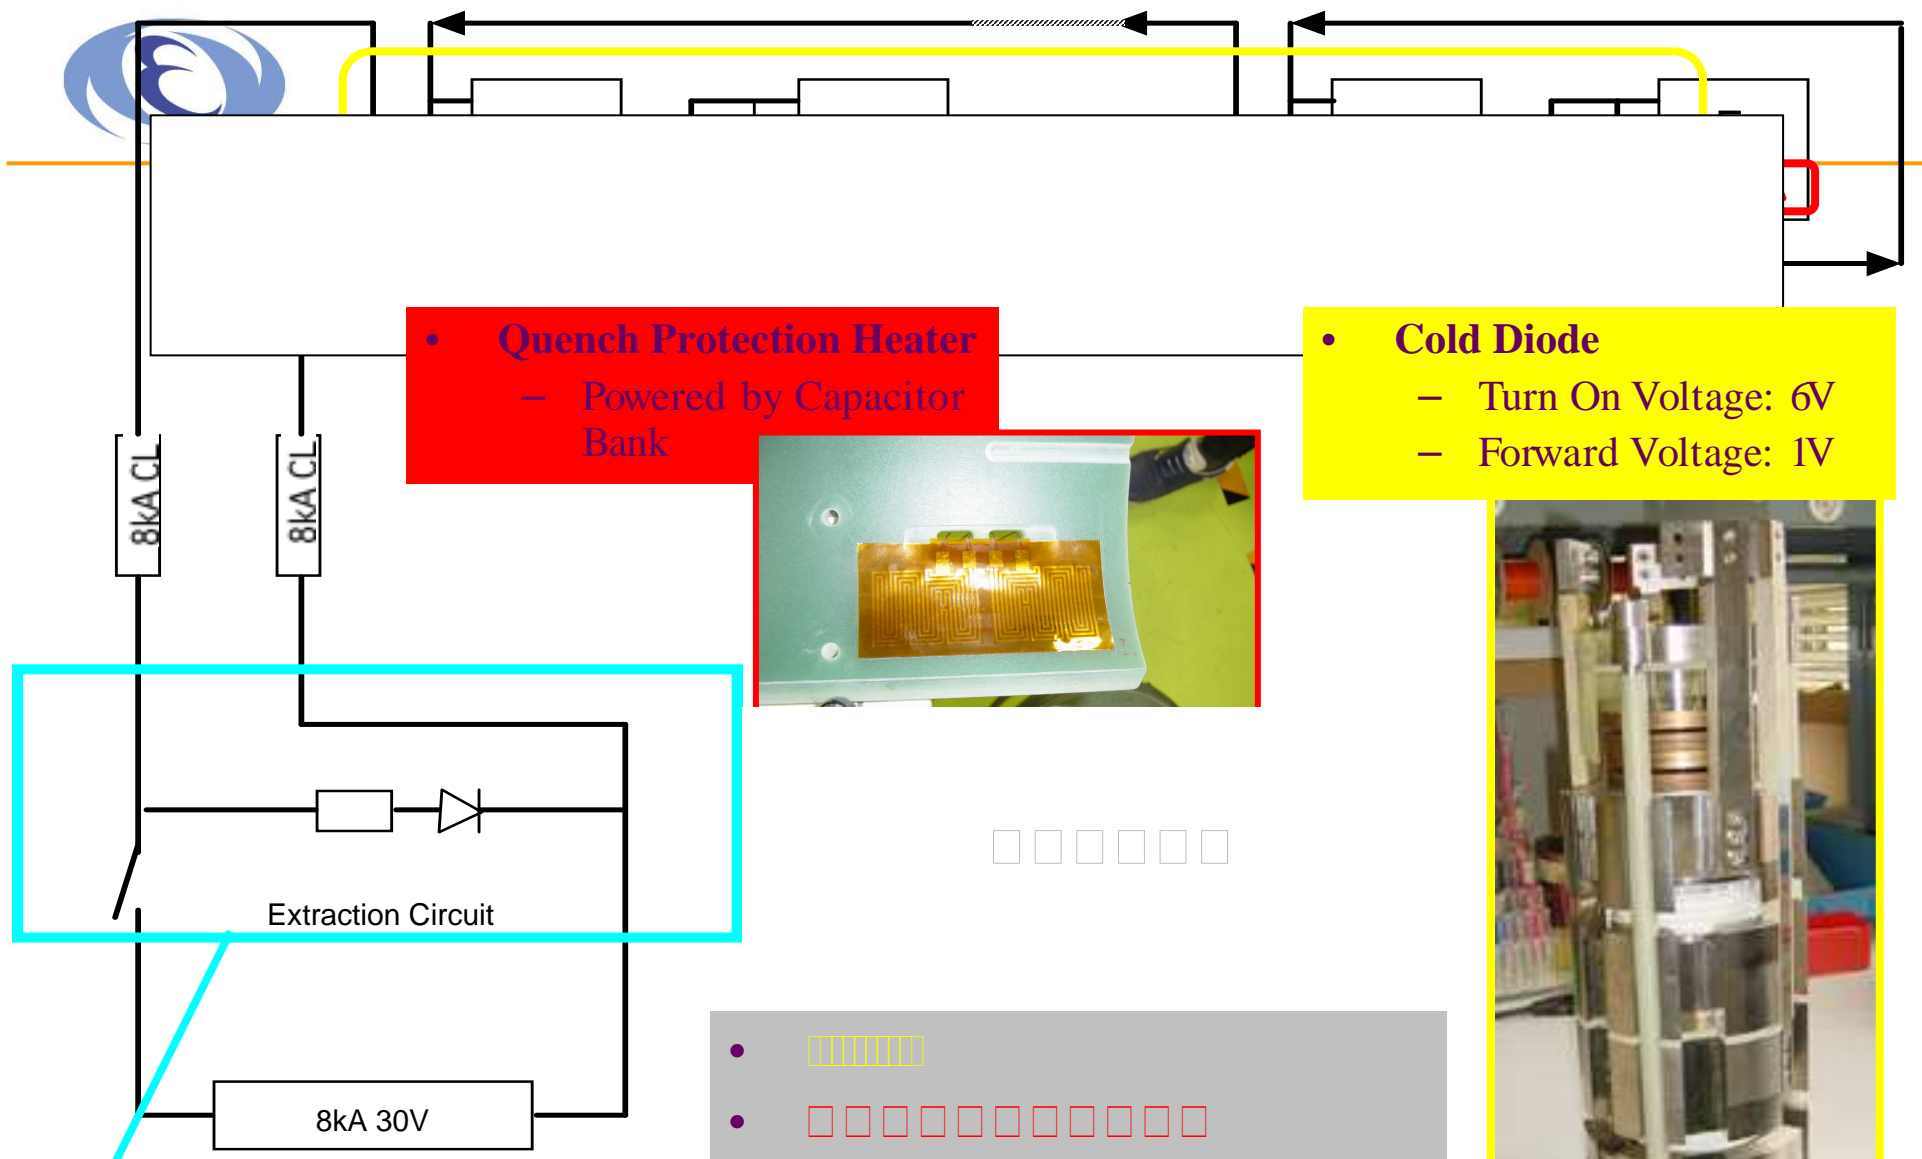 • Quench Protection Heater
– Powered by Capacitor
Bank
• Cold Diode
– Turn On Voltage: 6V
– Forward Voltage: 1V
8kA CL
8kA CL
Extraction Circuit
8kA 30V